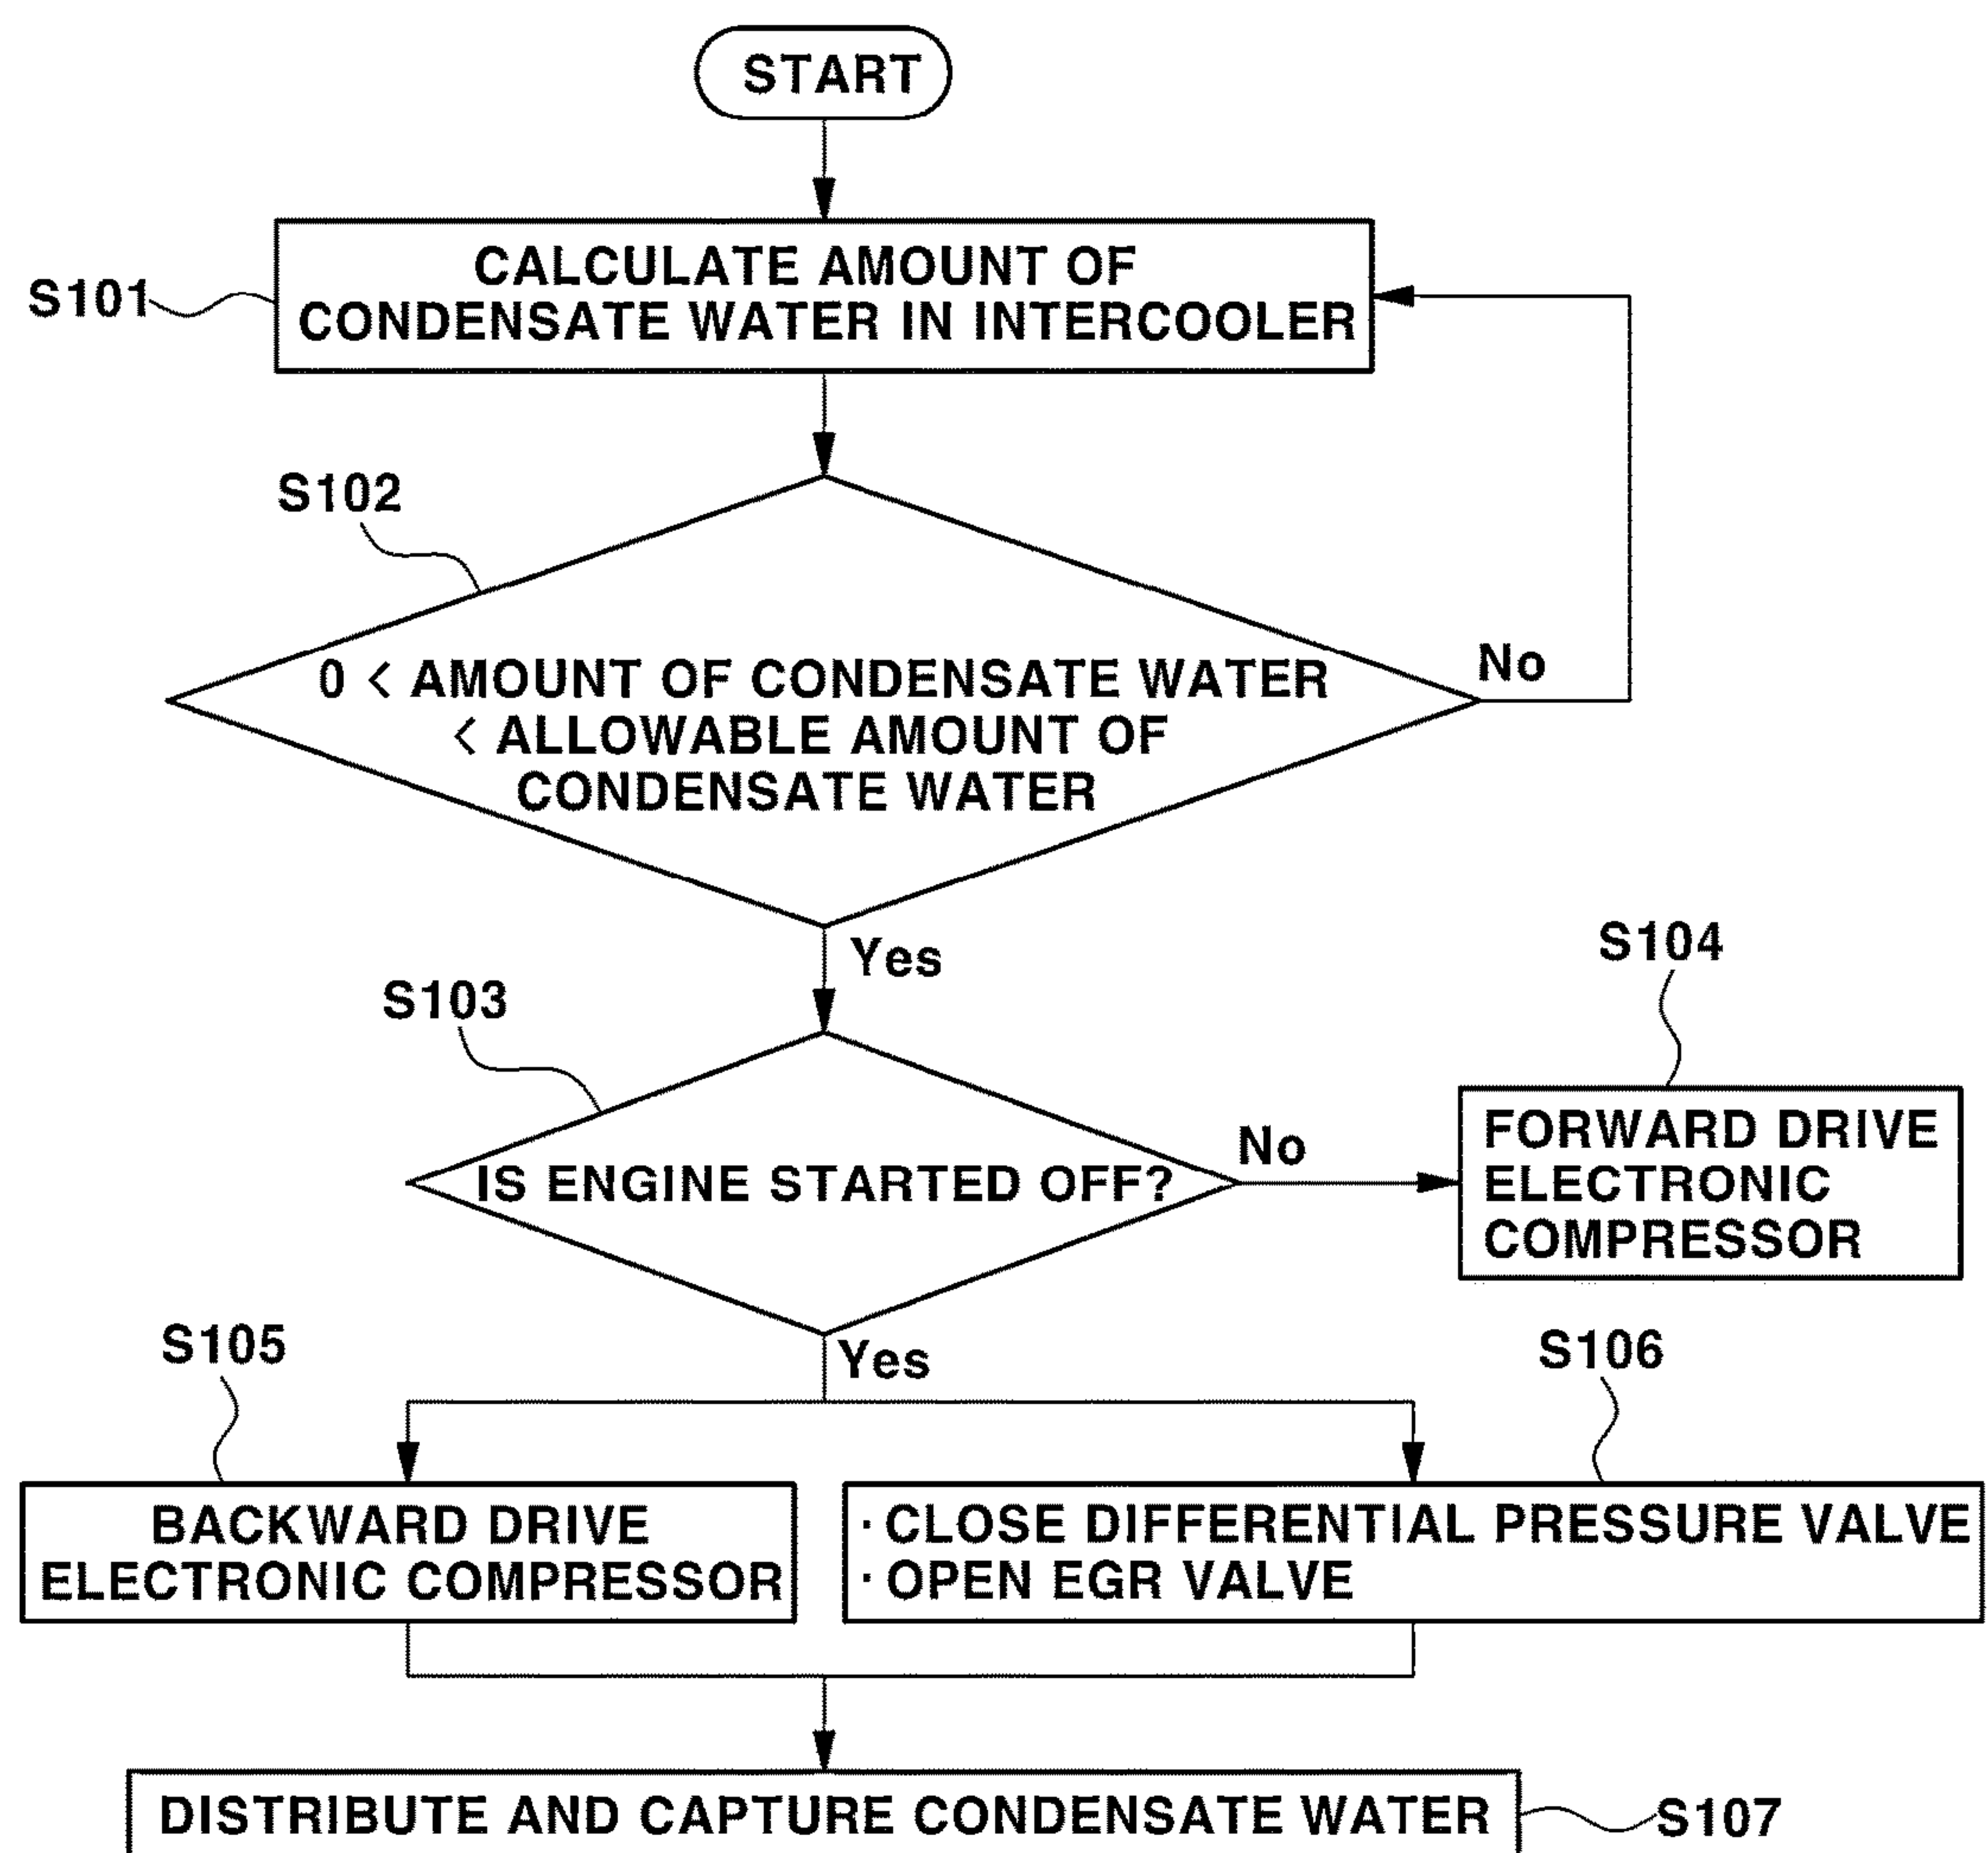 START
S101
CALCULATE AMOUNT OF
CONDENSATE WATER IN INTERCOOLER
S102
0 < AMOUNT OF CONDENSATE WATER
< ALLOWABLE AMOUNT OF
CONDENSATE WATER
No
Yes
S103
IS ENGINE STARTED OFF?
No
S104
FORWARD DRIVE
ELECTRONIC
COMPRESSOR
Yes
S105
BACKWARD DRIVE
ELECTRONIC COMPRESSOR
S106
· CLOSE DIFFERENTIAL PRESSURE VALVE
· OPEN EGR VALVE
DISTRIBUTE AND CAPTURE CONDENSATE WATER
S107